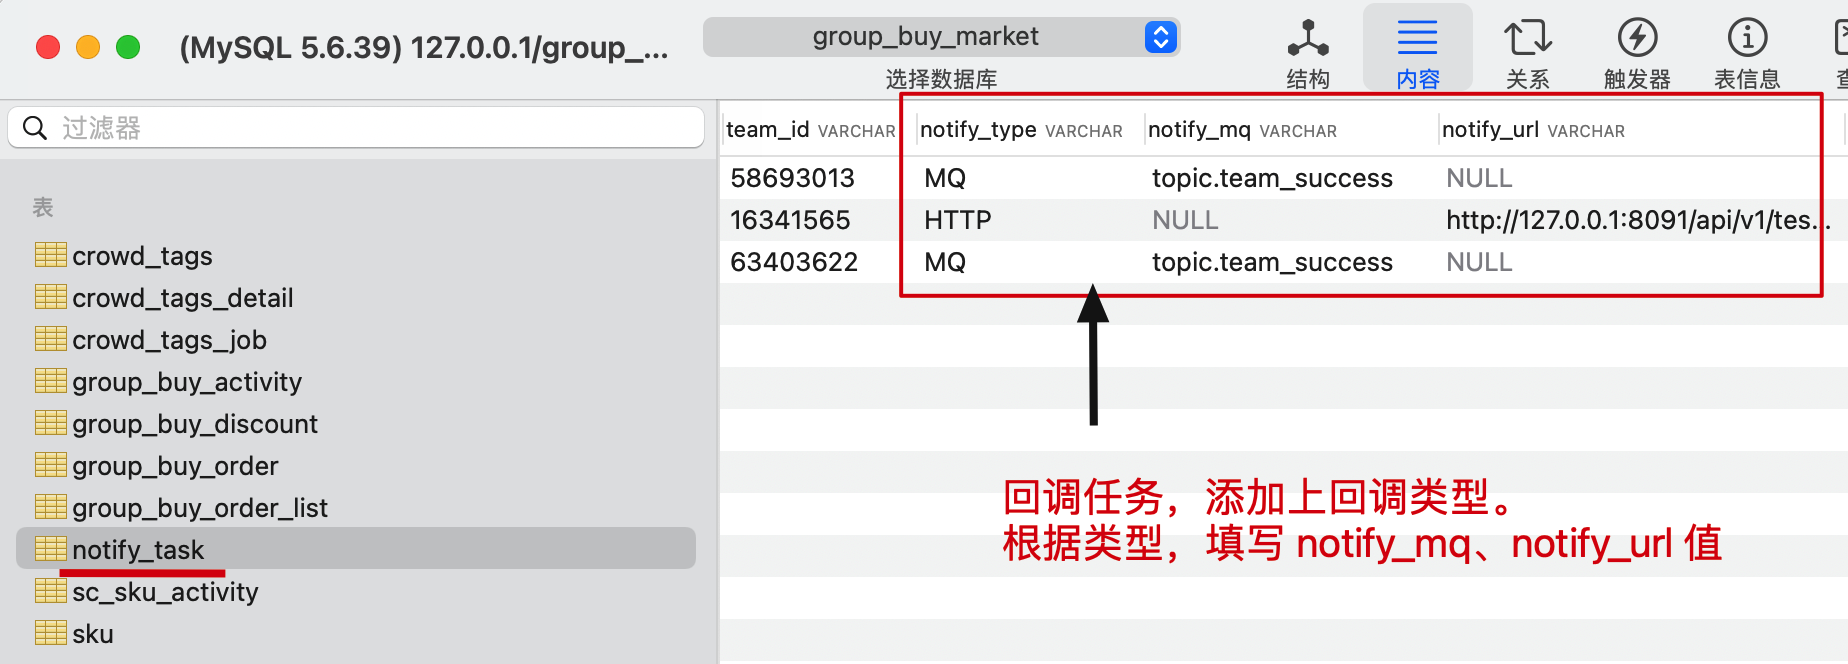 (MySQL 5.6.39) 127.0.0.1/group_...
group_buy_market
选择数据库
结构
内容
关系
触发器
表信息
过滤器
表
crowd_tags
crowd_tags_detail
crowd_tags_job
group_buy_activity
group_buy_discount
group_buy_order
group_buy_order_list
notify_task
sc_sku_activity
sku
team_id VARCHAR notify_type VARCHAR notify_mq VARCHAR notify_url VARCHAR
58693013 MQ topic.team_success NULL
16341565 HTTP NULL http://127.0.0.1:8091/api/v1/tes...
63403622 MQ topic.team_success NULL
回调任务，添加上回调类型。
根据类型，填写 notify_mq、notify_url 值